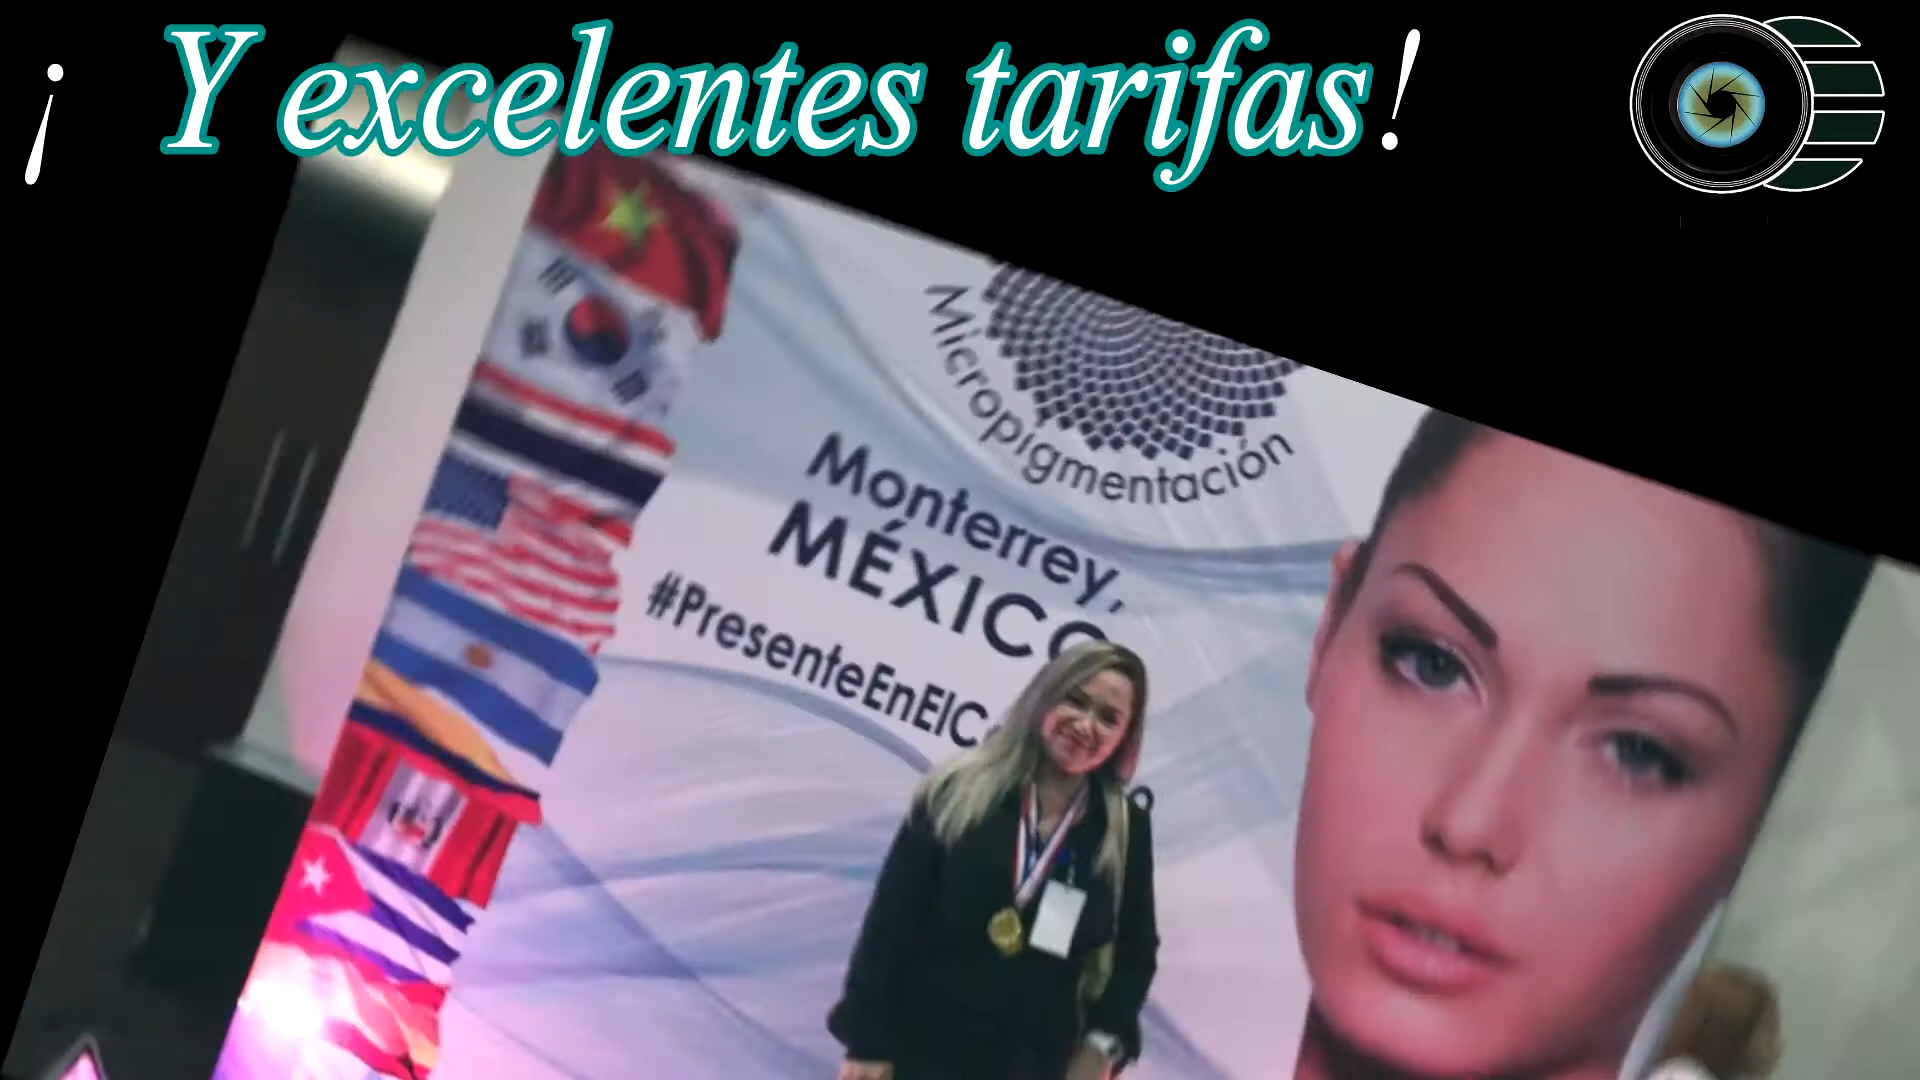 ¡ Y excelentes tarifas!
Micropigmentación
Monterrey,
MÉXICO
#PresenteEnElC